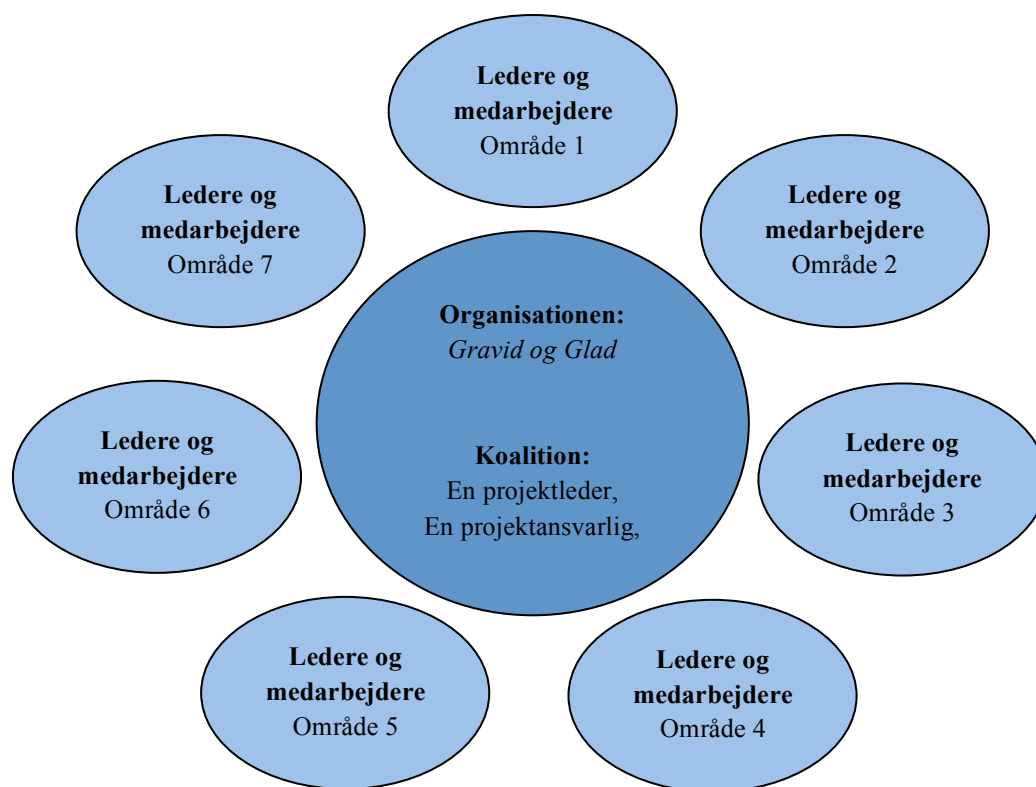 Ledere og
medarbejdere
Område 1
Ledere og
medarbejdere
Område 2
Ledere og
medarbejdere
Område 3
Ledere og
medarbejdere
Område 4
Ledere og
medarbejdere
Område 5
Ledere og
medarbejdere
Område 6
Ledere og
medarbejdere
Område 7
Organisationen:
Gravid og Glad
Koalition:
En projektleder,
En projektansvarlig,